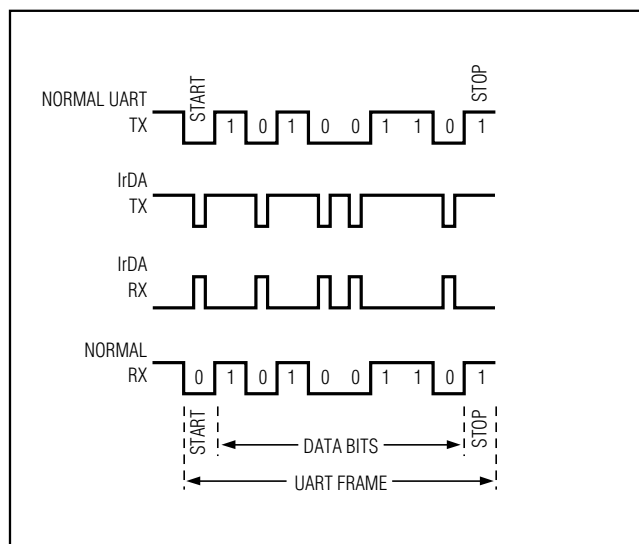 NORMAL UART
TX
START
STOP
1 0 1 0 0 1 1 0 1
IrDA
TX
IrDA
RX
NORMAL
RX
0 1 0 1 0 0 1 1 0 1
START
DATA BITS
STOP
UART FRAME